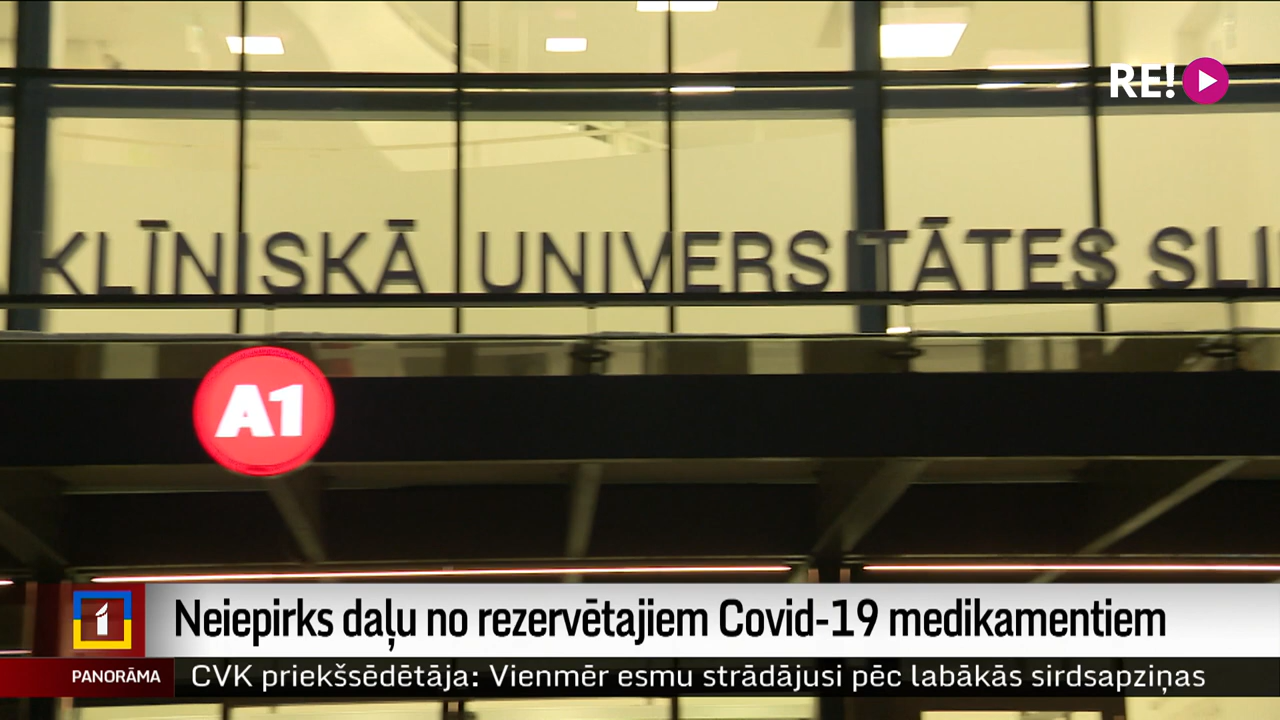 RE!
KLĪNISKĀ UNIVERSITĀTES SLI
A1
1
Neiepirks daļu no rezervētajiem Covid-19 medikamentiem
PANORĀMA
CVK priekšsēdētāja: Vienmēr esmu strādājusi pēc labākās sirdsapziņas